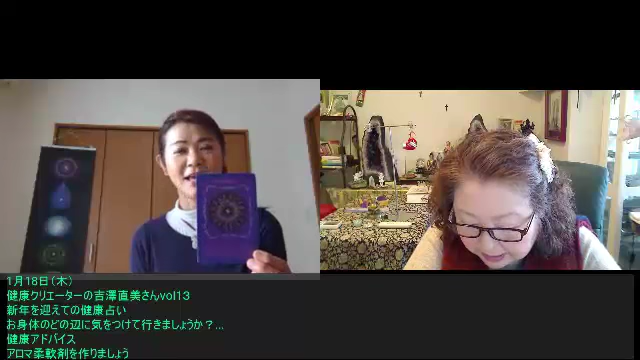 1月18日（木）
健康クリエーターの吉澤直美さんvol13
新年を迎えての健康占い
お身体のどの辺に気をつけて行きましょうか？...
健康アドバイス
アロマ柔軟剤を作りましょう